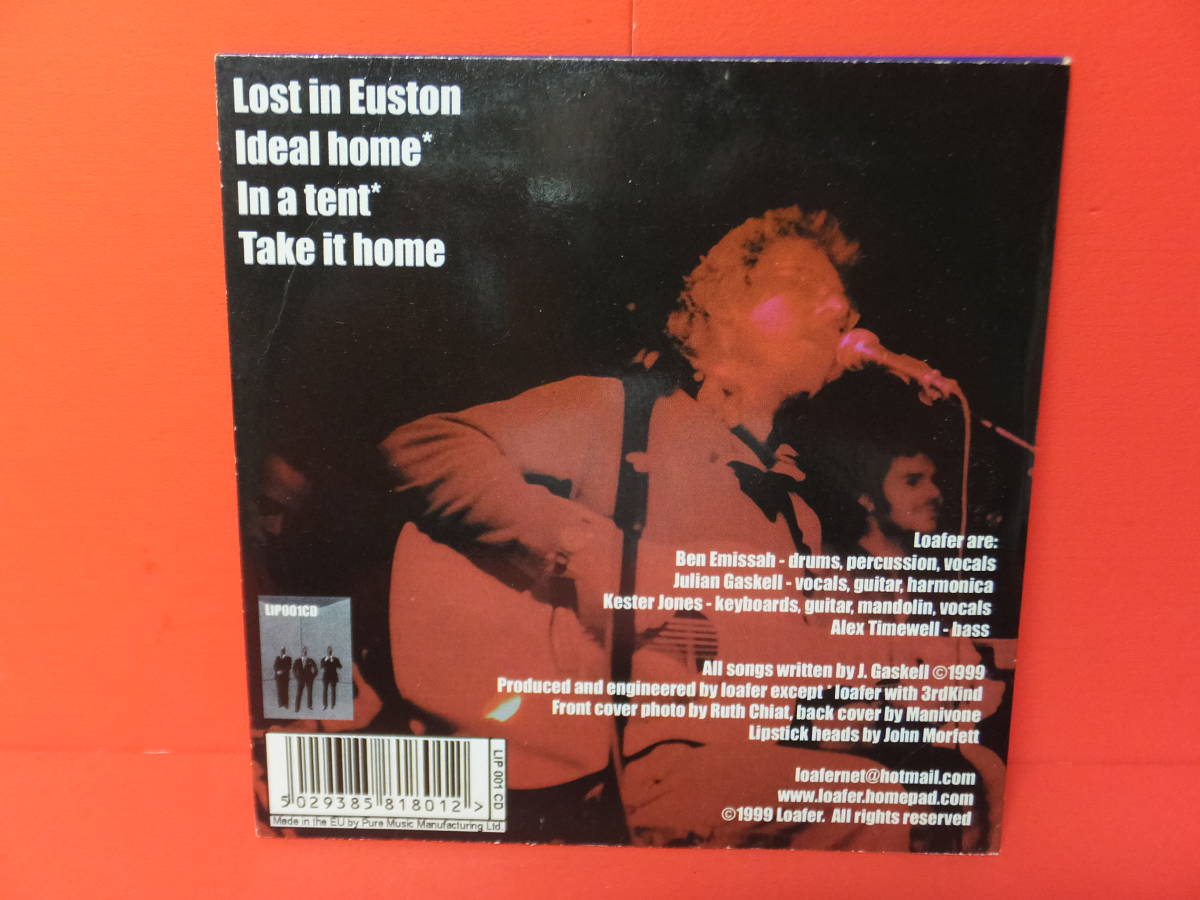 Lost in Euston
Ideal home*
In a tent*
Take it home
Loafer are:
Ben Emissah - drums, percussion, vocals
Julian Gaskell - vocals, guitar, harmonica
Kester Jones - keyboards, guitar, mandolin, vocals
Alex Timewell - bass
All songs written by J. Gaskell ©1999
Produced and engineered by loafer except * loafer with 3rdKind
Front cover photo by Ruth Chiat, back cover by Manivone
Lipstick heads by John Morfett
loafernet@hotmail.com
www.loafer.homepad.com
©1999 Loafer. All rights reserved
LIP001CD
LIP 001 CD
5 029385 818012 >
Made in the EU by Pure Music Manufacturing Ltd.